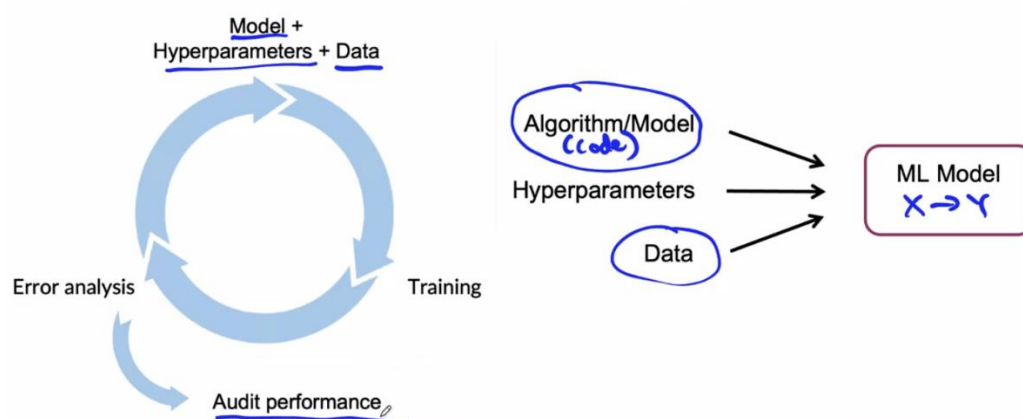 Model +
Hyperparameters + Data
Error analysis
Training
Audit performance
Algorithm/Model
(code)
Hyperparameters
Data
ML Model
X → Y